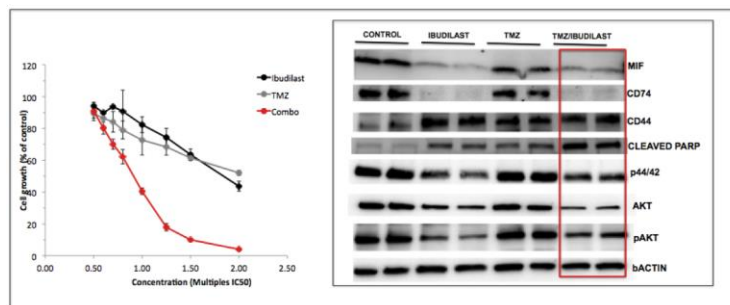 Cell growth (% of control)
120
100
80
60
40
20
0
0.00 0.50 1.00 1.50 2.00 2.50
Concentration (Multiples IC50)
Ibudilast
TMZ
Combo
CONTROL IBUDILAST TMZ TMZ/IBUDILAST
MIF
CD74
CD44
CLEAVED PARP
p44/42
AKT
pAKT
bACTIN